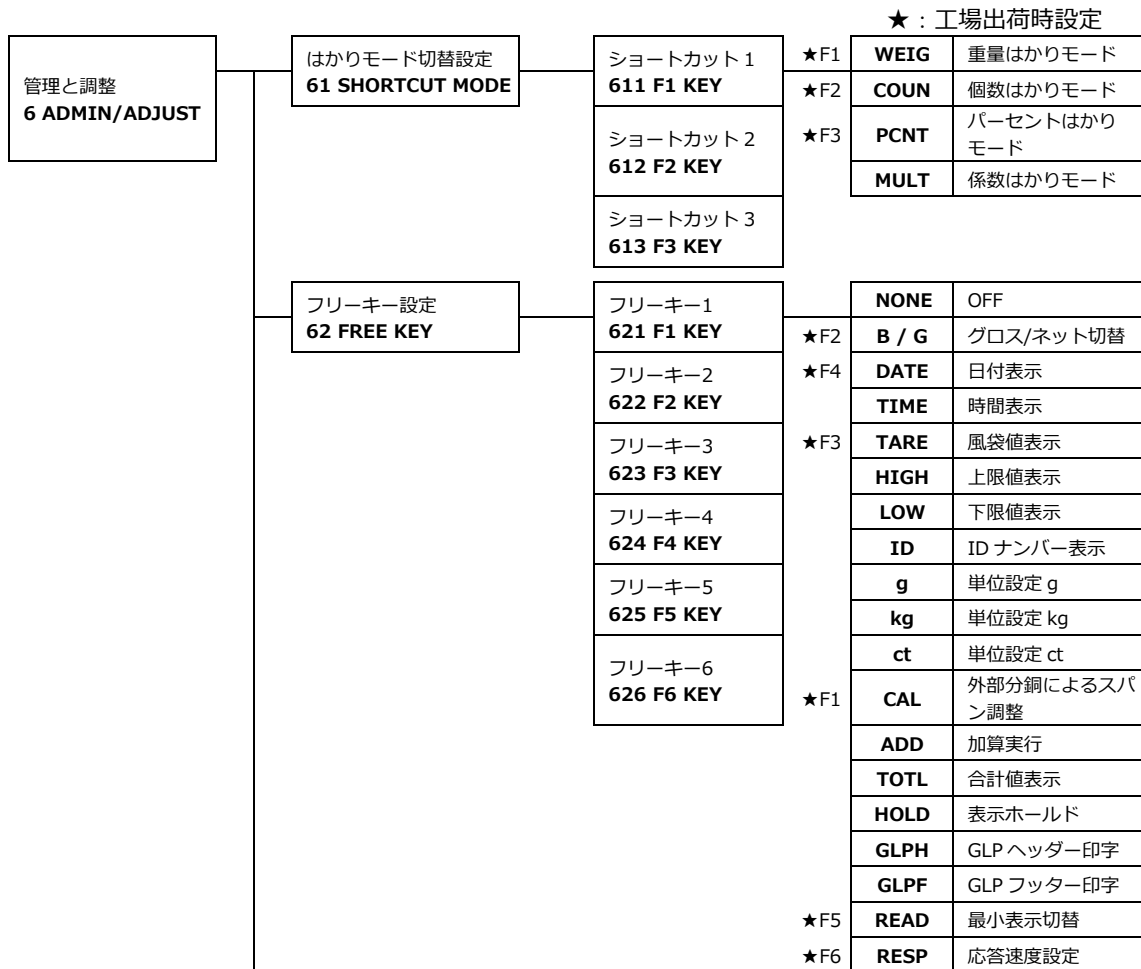 ★：工場出荷時設定
管理と調整
6 ADMIN/ADJUST
はかりモード切替設定
61 SHORTCUT MODE
ショートカット 1
611 F1 KEY
ショートカット 2
612 F2 KEY
ショートカット 3
613 F3 KEY
★F1 WEIG 重量はかりモード
★F2 COUN 個数はかりモード
★F3 PCNT パーセントはかり
モード
MULT 係数はかりモード
フリーキー設定
62 FREE KEY
フリーキー1
621 F1 KEY
フリーキー2
622 F2 KEY
フリーキー3
623 F3 KEY
フリーキー4
624 F4 KEY
フリーキー5
625 F5 KEY
フリーキー6
626 F6 KEY
NONE OFF
★F2 B / G グロス/ネット切替
★F4 DATE 日付表示
TIME 時間表示
★F3 TARE 風袋値表示
HIGH 上限値表示
LOW 下限値表示
ID ID ナンバー表示
g 単位設定 g
kg 単位設定 kg
ct 単位設定 ct
★F1 CAL 外部分銅によるスパ
ン調整
ADD 加算実行
TOTL 合計値表示
HOLD 表示ホールド
GLPH GLP ヘッダー印字
GLPF GLP フッター印字
★F5 READ 最小表示切替
★F6 RESP 応答速度設定